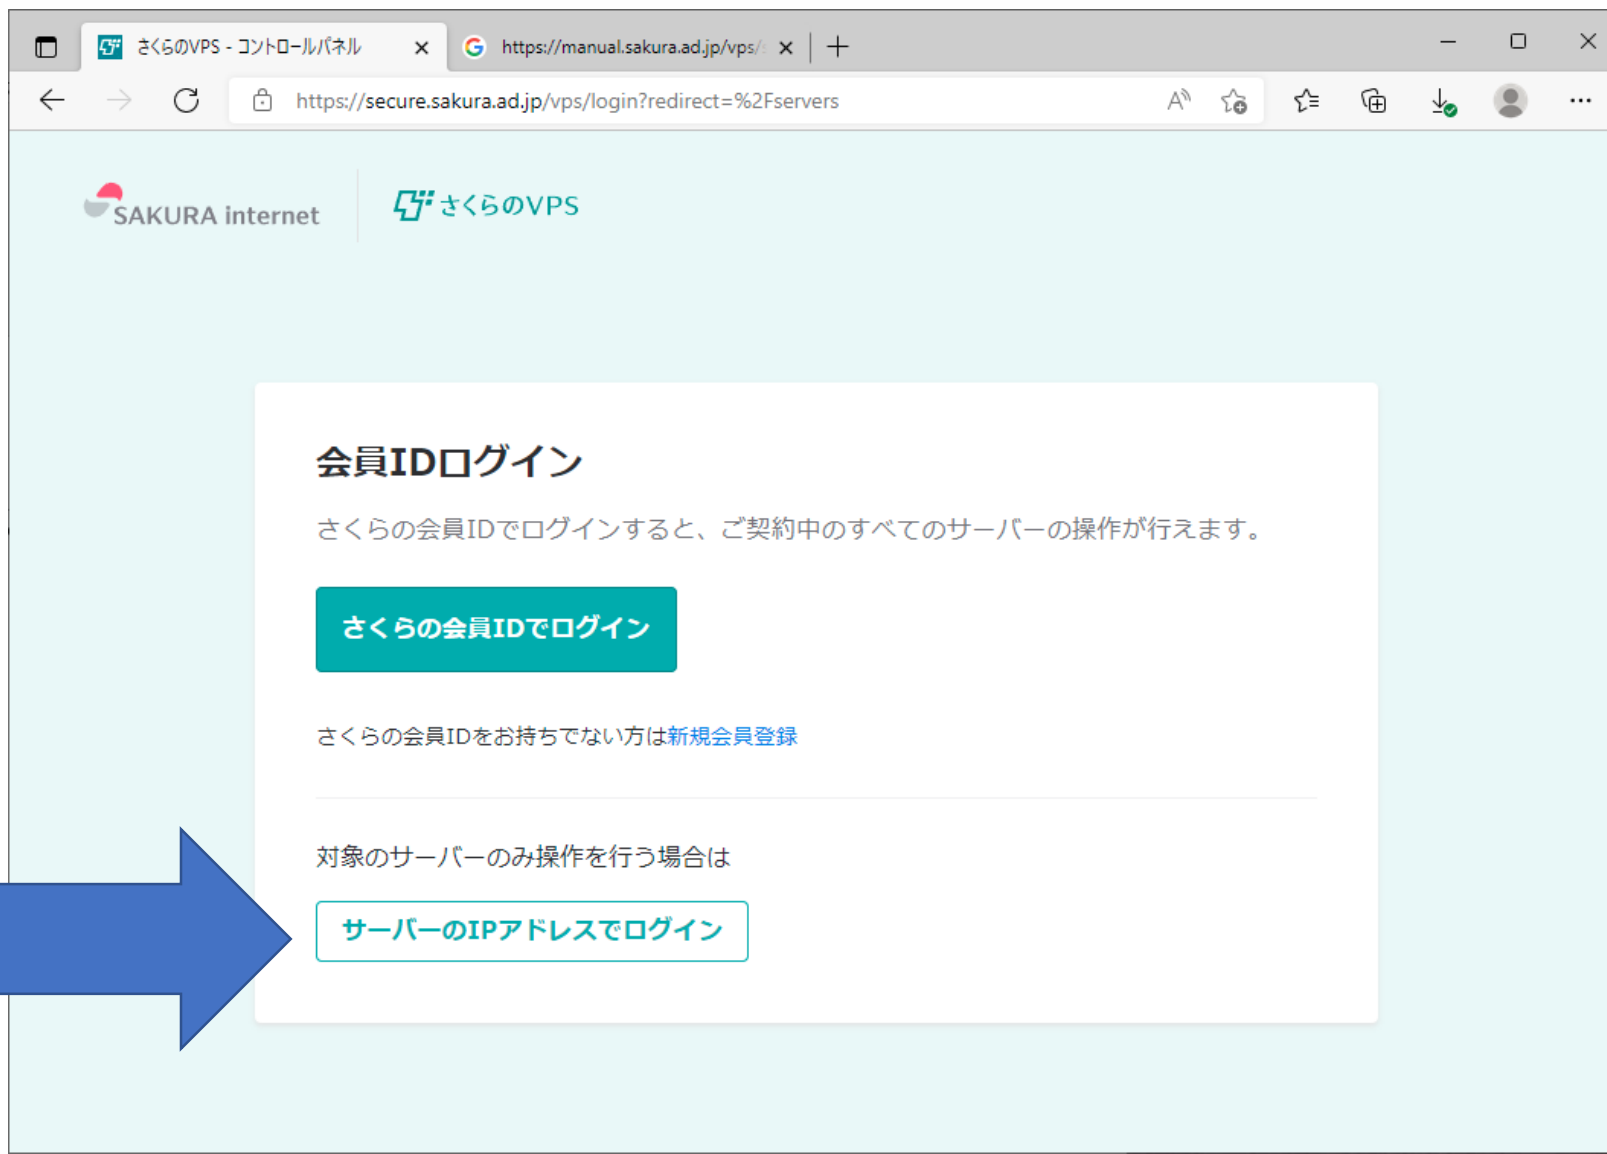 さくらのVPS - コントロールパネル
https://manual.sakura.ad.jp/vps/
https://secure.sakura.ad.jp/vps/login?redirect=%2Fservers
SAKURA internet
さくらのVPS
会員IDログイン
さくらの会員IDでログインすると、ご契約中のすべてのサーバーの操作が行えます。
さくらの会員IDでログイン
さくらの会員IDをお持ちでない方は新規会員登録
対象のサーバーのみ操作を行う場合は
サーバーのIPアドレスでログイン